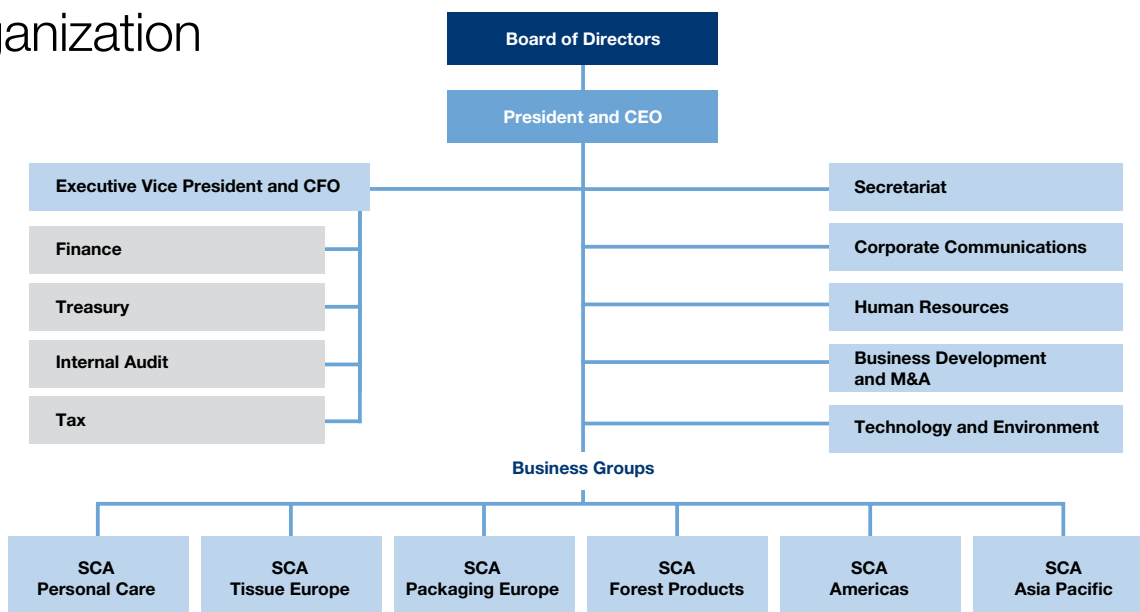 ganization
Board of Directors
President and CEO
Executive Vice President and CFO
Finance
Treasury
Internal Audit
Tax
Secretariat
Corporate Communications
Human Resources
Business Development
and M&A
Technology and Environment
Business Groups
SCA
Personal Care
SCA
Tissue Europe
SCA
Packaging Europe
SCA
Forest Products
SCA
Americas
SCA
Asia Pacific